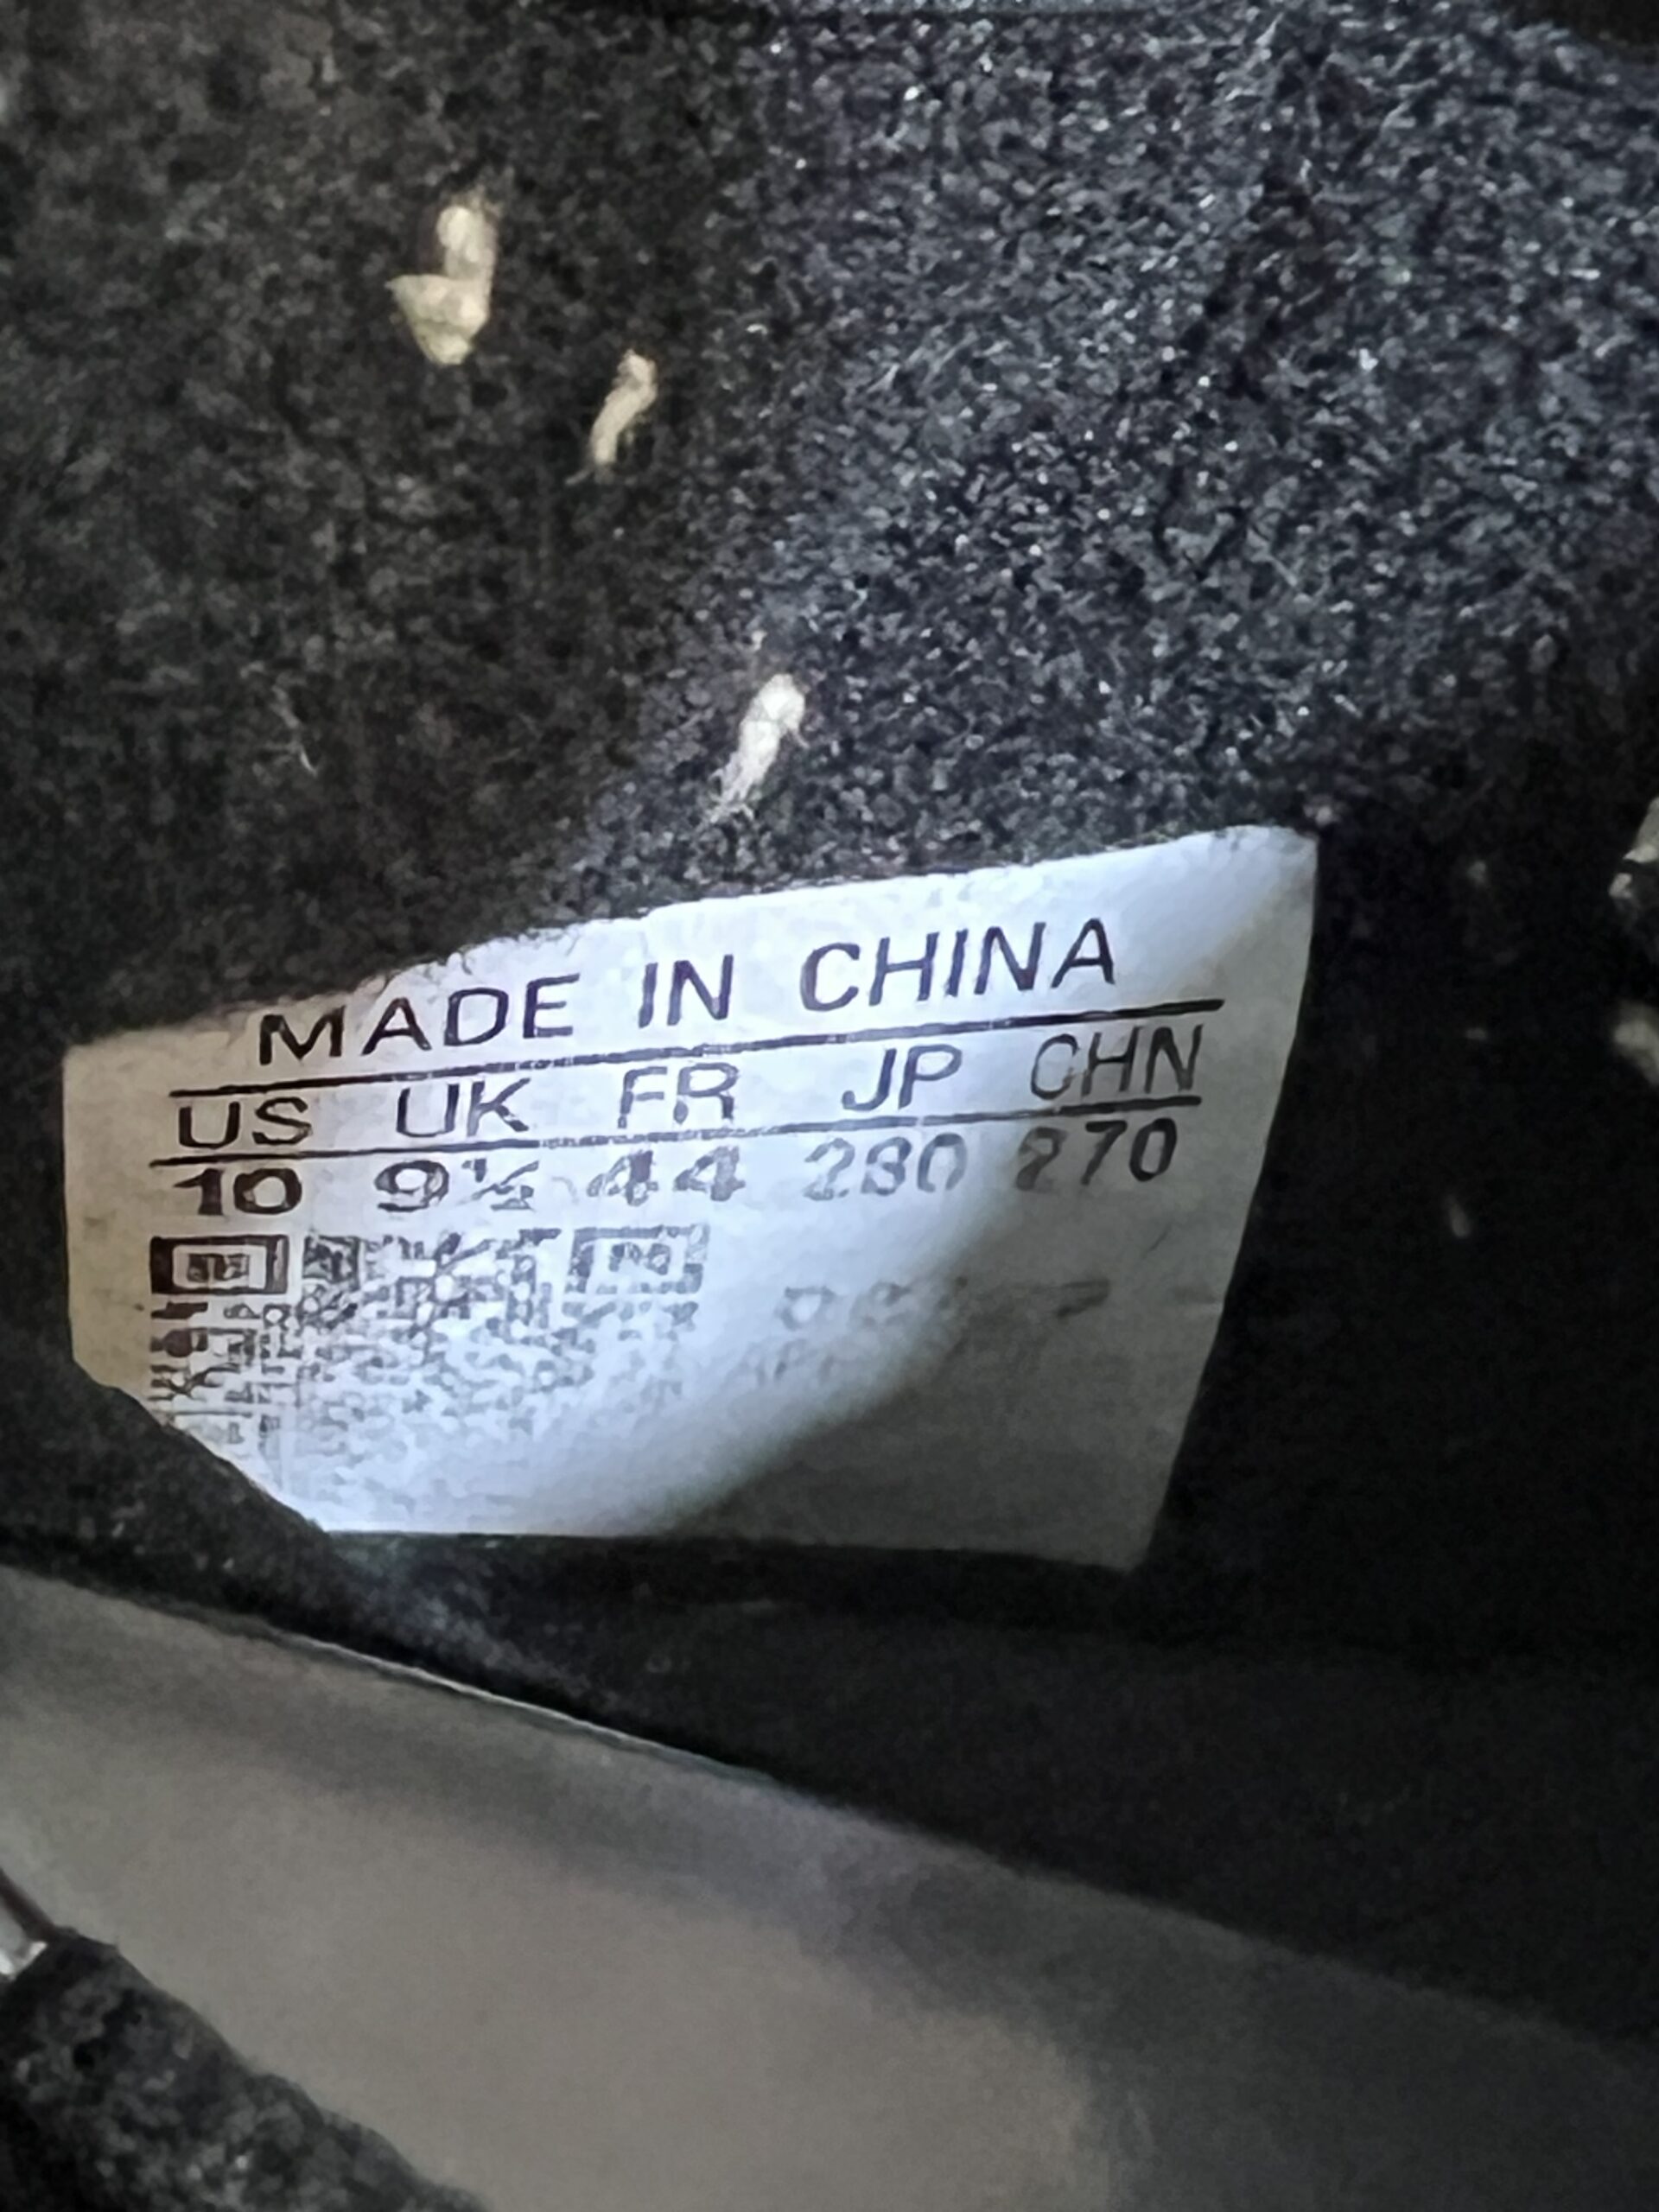 MADE IN CHINA
US UK FR JP CHN
10 9½ 44 280 270